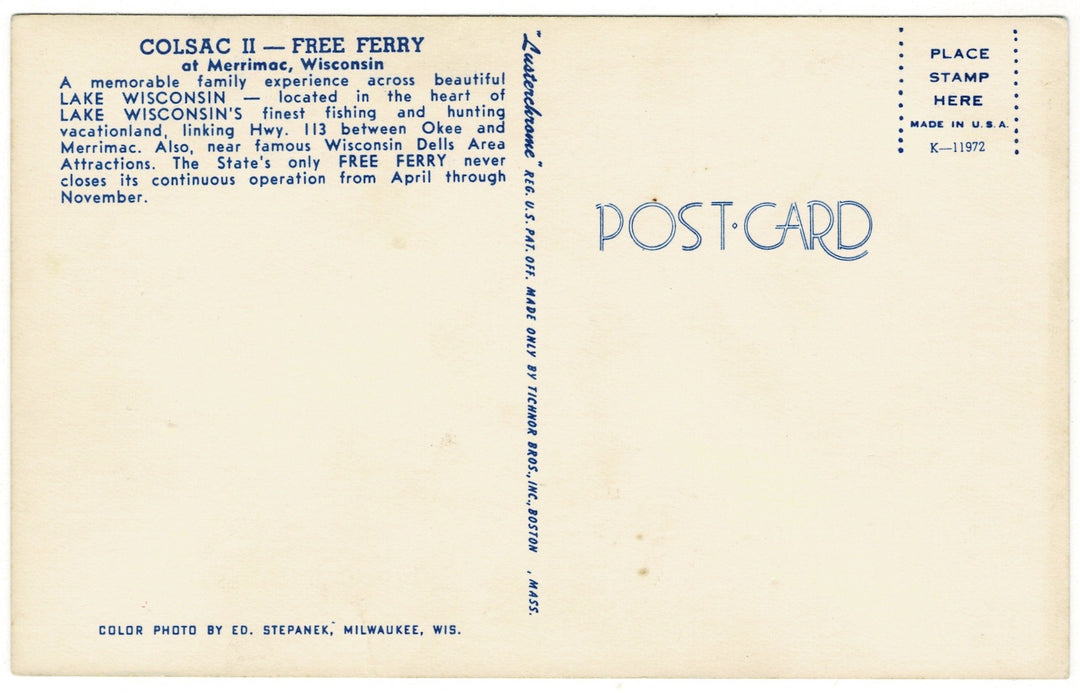 COLSAC II — FREE FERRY
at Merrimac, Wisconsin
A memorable family experience across beautiful
LAKE WISCONSIN — located in the heart of
LAKE WISCONSIN'S finest fishing and hunting
vacationland, linking Hwy. 113 between Okee and
Merrimac. Also, near famous Wisconsin Dells Area
Attractions. The State's only FREE FERRY never
closes its continuous operation from April through
November.
COLOR PHOTO BY ED. STEPANEK, MILWAUKEE, WIS.
"Lusterchrome" REG. U.S. PAT. OFF. MADE ONLY BY TICHNOR BROS., INC., BOSTON , MASS.
PLACE
STAMP
HERE
MADE IN U.S.A.
K—11972
POST·CARD